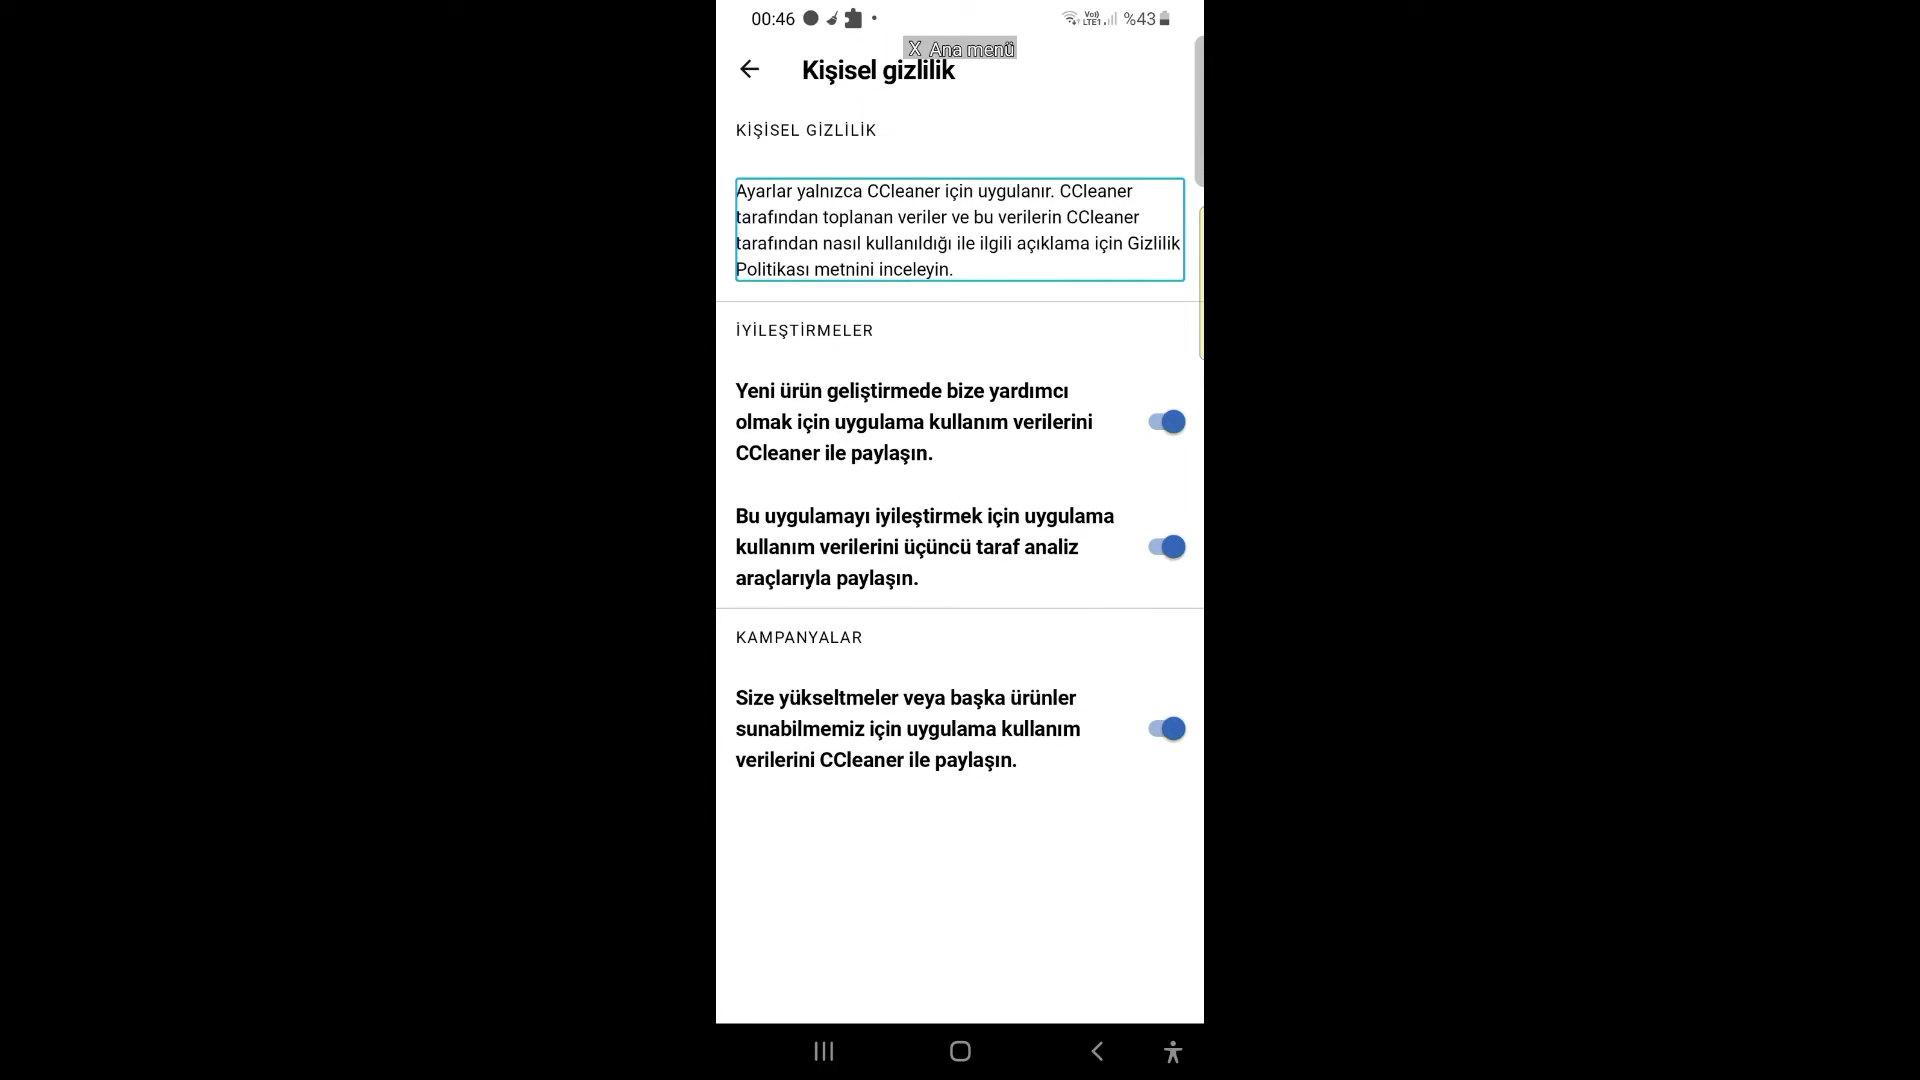 00:46
VoLTE1 %43
X Ana menü
Kişisel gizlilik
KİŞİSEL GİZLİLİK
Ayarlar yalnızca CCleaner için uygulanır. CCleaner
tarafından toplanan veriler ve bu verilerin CCleaner
tarafından nasıl kullanıldığı ile ilgili açıklama için Gizlilik
Politikası metnini inceleyin.
İYİLEŞTİRMELER
Yeni ürün geliştirmede bize yardımcı
olmak için uygulama kullanım verilerini
CCleaner ile paylaşın.
Bu uygulamayı iyileştirmek için uygulama
kullanım verilerini üçüncü taraf analiz
araçlarıyla paylaşın.
KAMPANYALAR
Size yükseltmeler veya başka ürünler
sunabilmemiz için uygulama kullanım
verilerini CCleaner ile paylaşın.